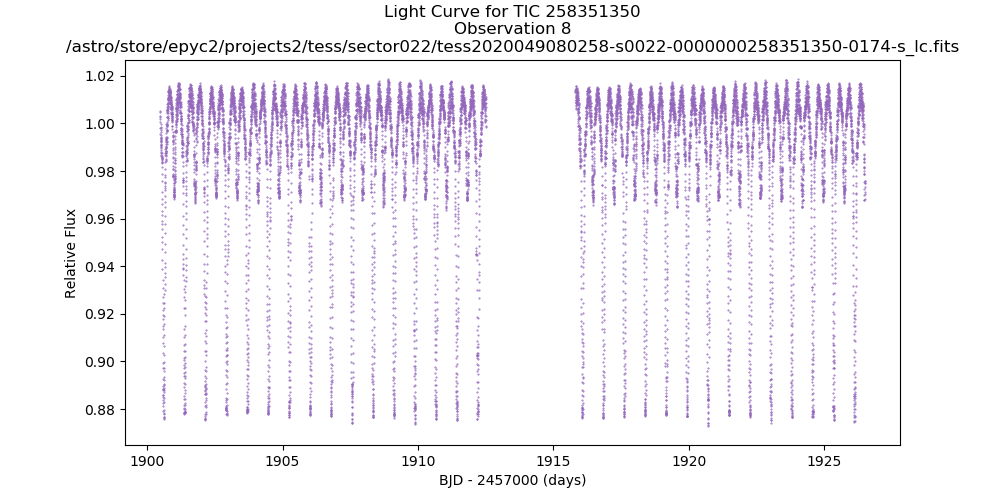 Light Curve for TIC 258351350
Observation 8
/astro/store/epyc2/projects2/tess/sector022/tess2020049080258-s0022-0000000258351350-0174-s_lc.fits
1.02
1.00
0.98
0.96
0.94
0.92
0.90
0.88
Relative Flux
1900
1905
1910
1915
1920
1925
BJD - 2457000 (days)